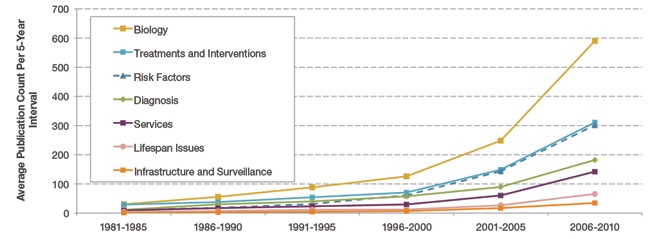 Average Publication Count Per 5-Year
Interval
700
600
500
400
300
200
100
0
Biology
Treatments and Interventions
Risk Factors
Diagnosis
Services
Lifespan Issues
Infrastructure and Surveillance
1981-1985
1986-1990
1991-1995
1996-2000
2001-2005
2006-2010